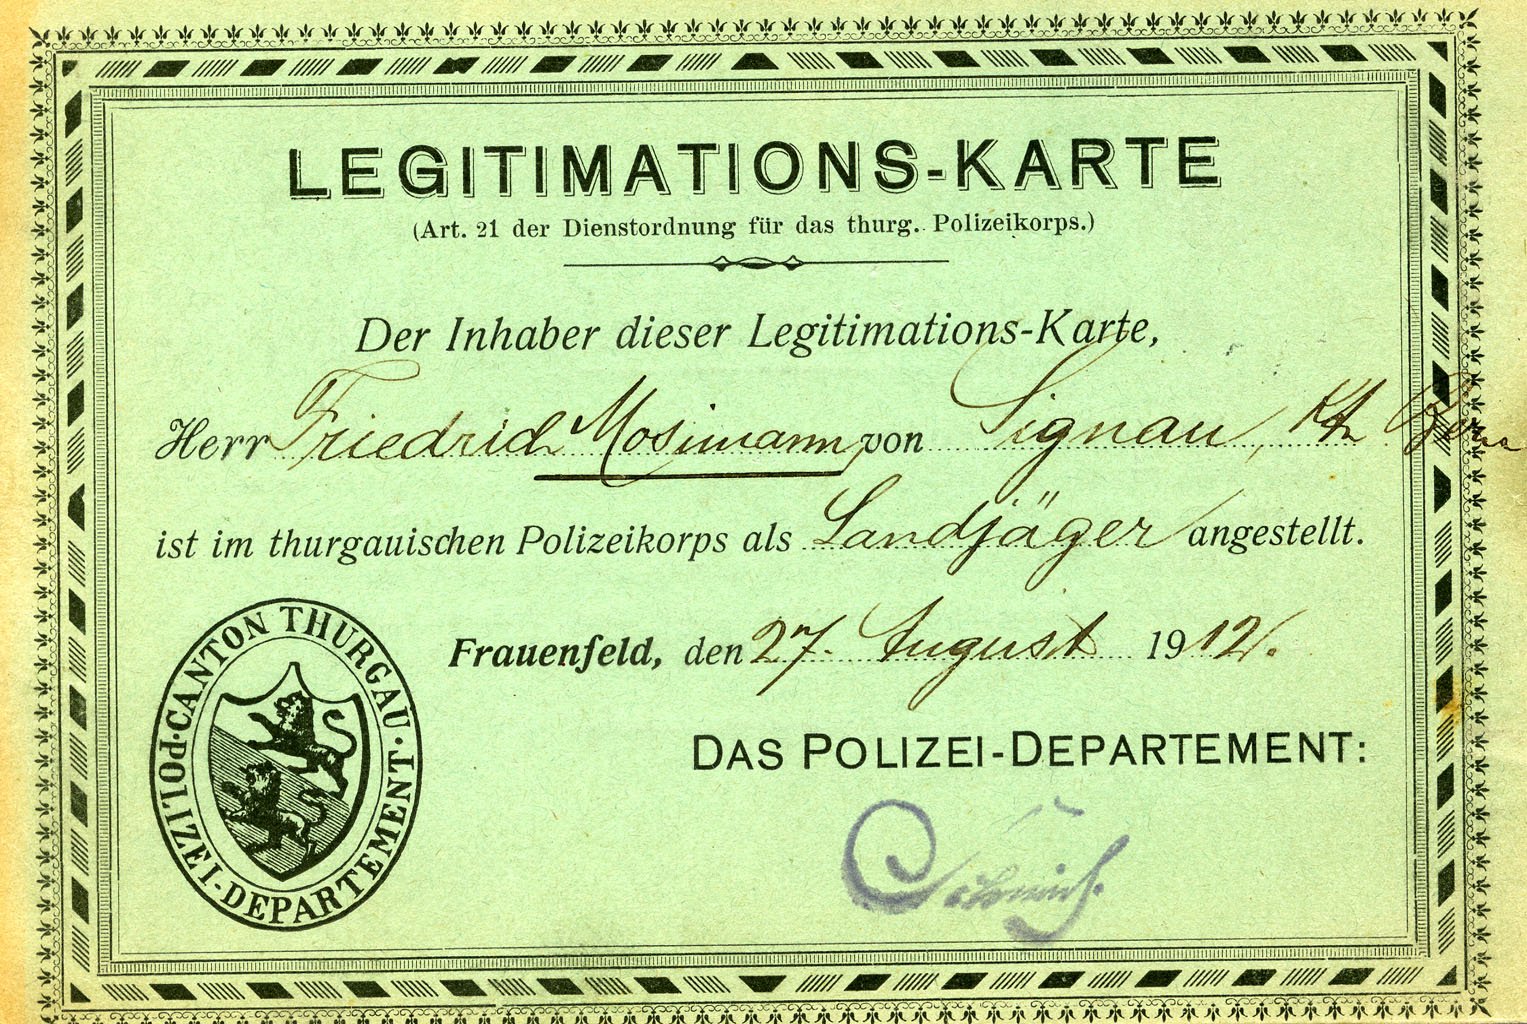 LEGITIMATIONS-KARTE
(Art. 21 der Dienstordnung für das thurg. Polizeikorps.)
Der Inhaber dieser Legitimations-Karte,
Herr Friedrich Mosimann von Signau, Kt. Bern
ist im thurgauischen Polizeikorps als Landjäger angestellt.
Frauenfeld, den 27. August 1912.
DAS POLIZEI-DEPARTEMENT:
CANTON THURGAU · POLIZEI-DEPARTEMENT ·